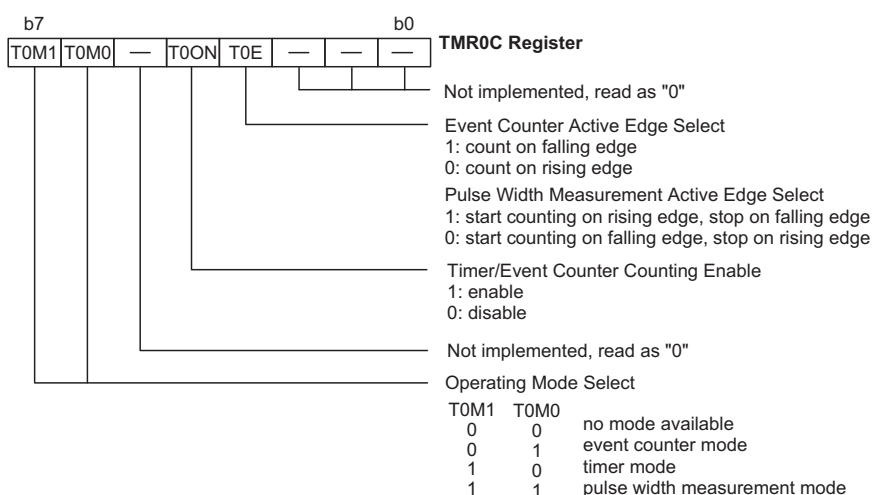 b7 b0
T0M1 T0M0 — T0ON T0E — — —
TMR0C Register
Not implemented, read as "0"
Event Counter Active Edge Select
1: count on falling edge
0: count on rising edge
Pulse Width Measurement Active Edge Select
1: start counting on rising edge, stop on falling edge
0: start counting on falling edge, stop on rising edge
Timer/Event Counter Counting Enable
1: enable
0: disable
Not implemented, read as "0"
Operating Mode Select
T0M1 T0M0
0 0 no mode available
0 1 event counter mode
1 0 timer mode
1 1 pulse width measurement mode